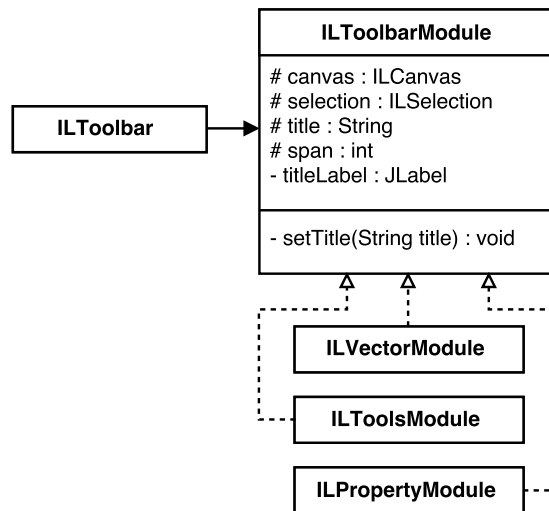 ILToolbarModule
# canvas : ILCanvas
# selection : ILSelection
# title : String
# span : int
- titleLabel : JLabel
- setTitle(String title) : void
ILToolbar
ILVectorModule
ILToolsModule
ILPropertyModule